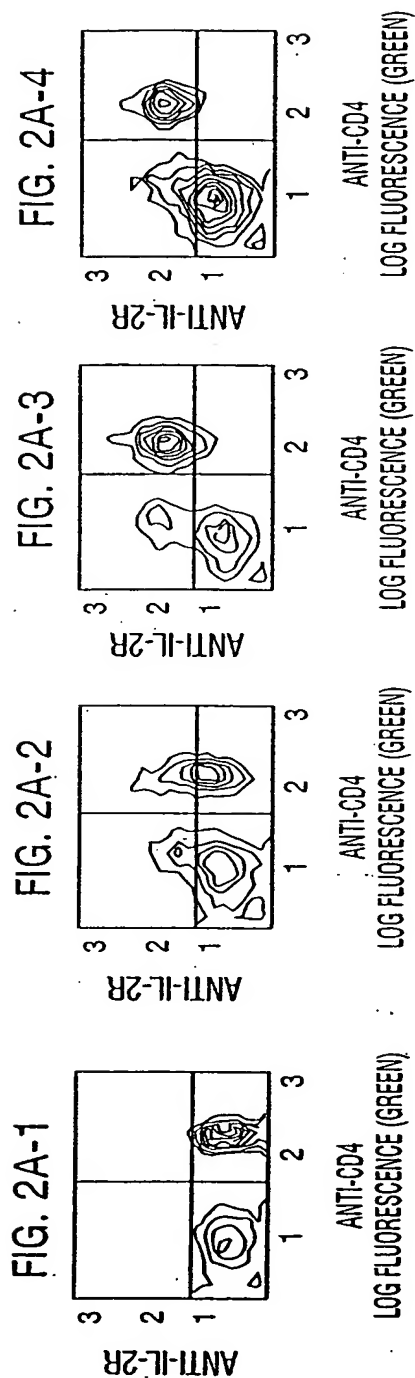 FIG. 2A-1
ANTI-IL-2R
3
2
1
1
2
3
ANTI-CD4
LOG FLUORESCENCE (GREEN)
FIG. 2A-2
ANTI-IL-2R
3
2
1
1
2
3
ANTI-CD4
LOG FLUORESCENCE (GREEN)
FIG. 2A-3
ANTI-IL-2R
3
2
1
1
2
3
ANTI-CD4
LOG FLUORESCENCE (GREEN)
FIG. 2A-4
ANTI-IL-2R
3
2
1
1
2
3
ANTI-CD4
LOG FLUORESCENCE (GREEN)